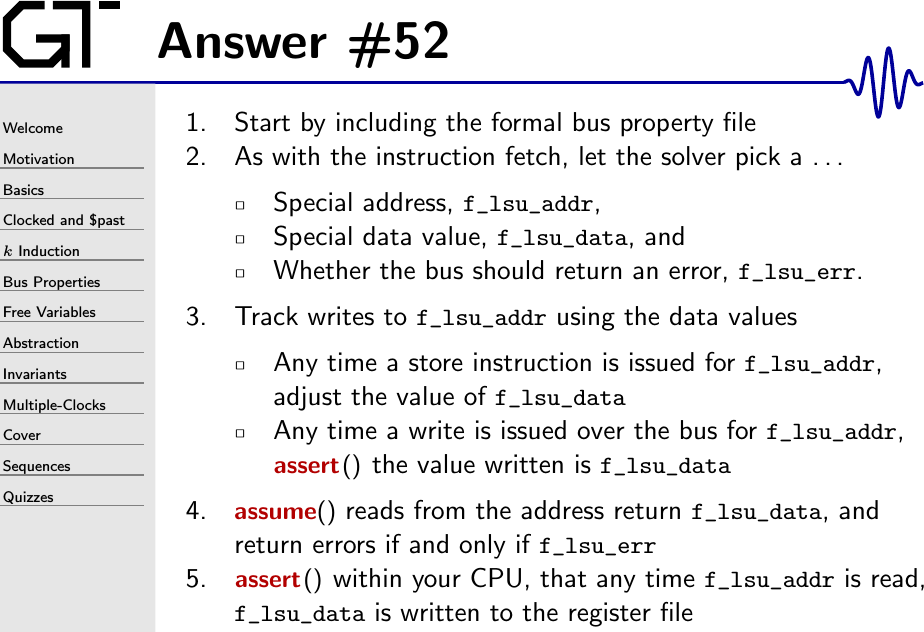 GT
Answer #52
Welcome
Motivation
Basics
Clocked and $past
k Induction
Bus Properties
Free Variables
Abstraction
Invariants
Multiple-Clocks
Cover
Sequences
Quizzes
1. Start by including the formal bus property file
2. As with the instruction fetch, let the solver pick a ...
▫ Special address, f_lsu_addr,
▫ Special data value, f_lsu_data, and
▫ Whether the bus should return an error, f_lsu_err.
3. Track writes to f_lsu_addr using the data values
▫ Any time a store instruction is issued for f_lsu_addr,
adjust the value of f_lsu_data
▫ Any time a write is issued over the bus for f_lsu_addr,
assert() the value written is f_lsu_data
4. assume() reads from the address return f_lsu_data, and
return errors if and only if f_lsu_err
5. assert() within your CPU, that any time f_lsu_addr is read,
f_lsu_data is written to the register file